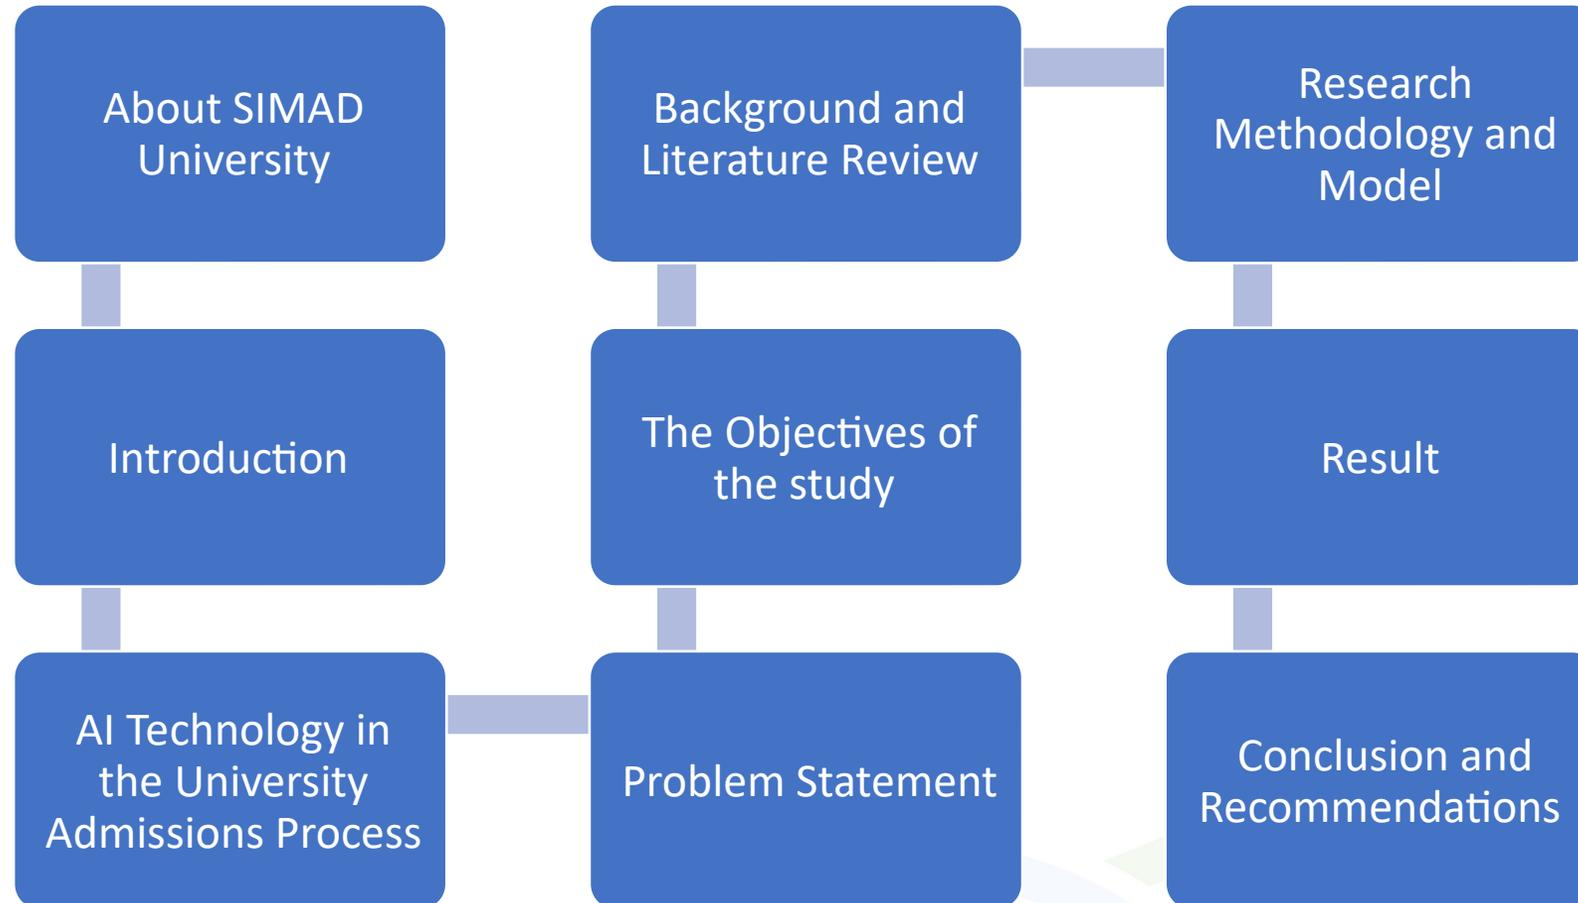 About SIMAD
University
Introduction
AI Technology in
the University
Admissions Process
Problem Statement
The Objectives of
the study
Background and
Literature Review
Research
Methodology and
Model
Result
Conclusion and
Recommendations